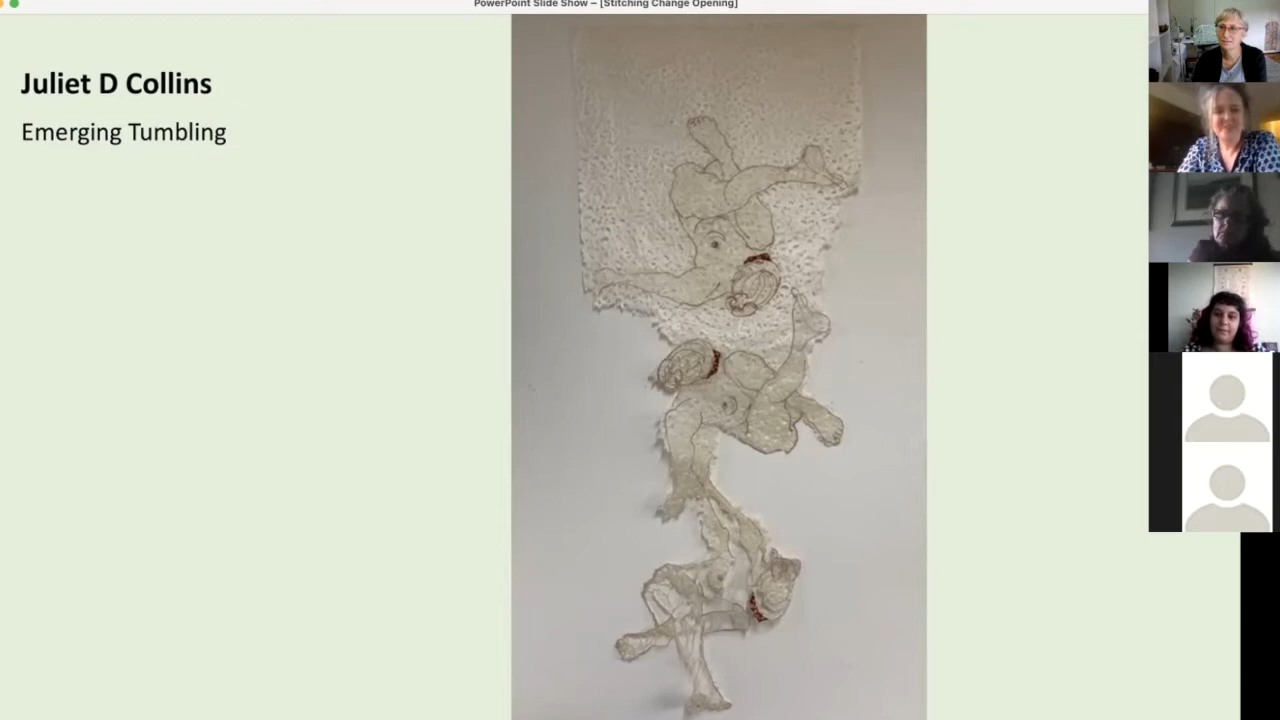 PowerPoint Slide Show – [Stitching Change Opening]
Juliet D Collins
Emerging Tumbling